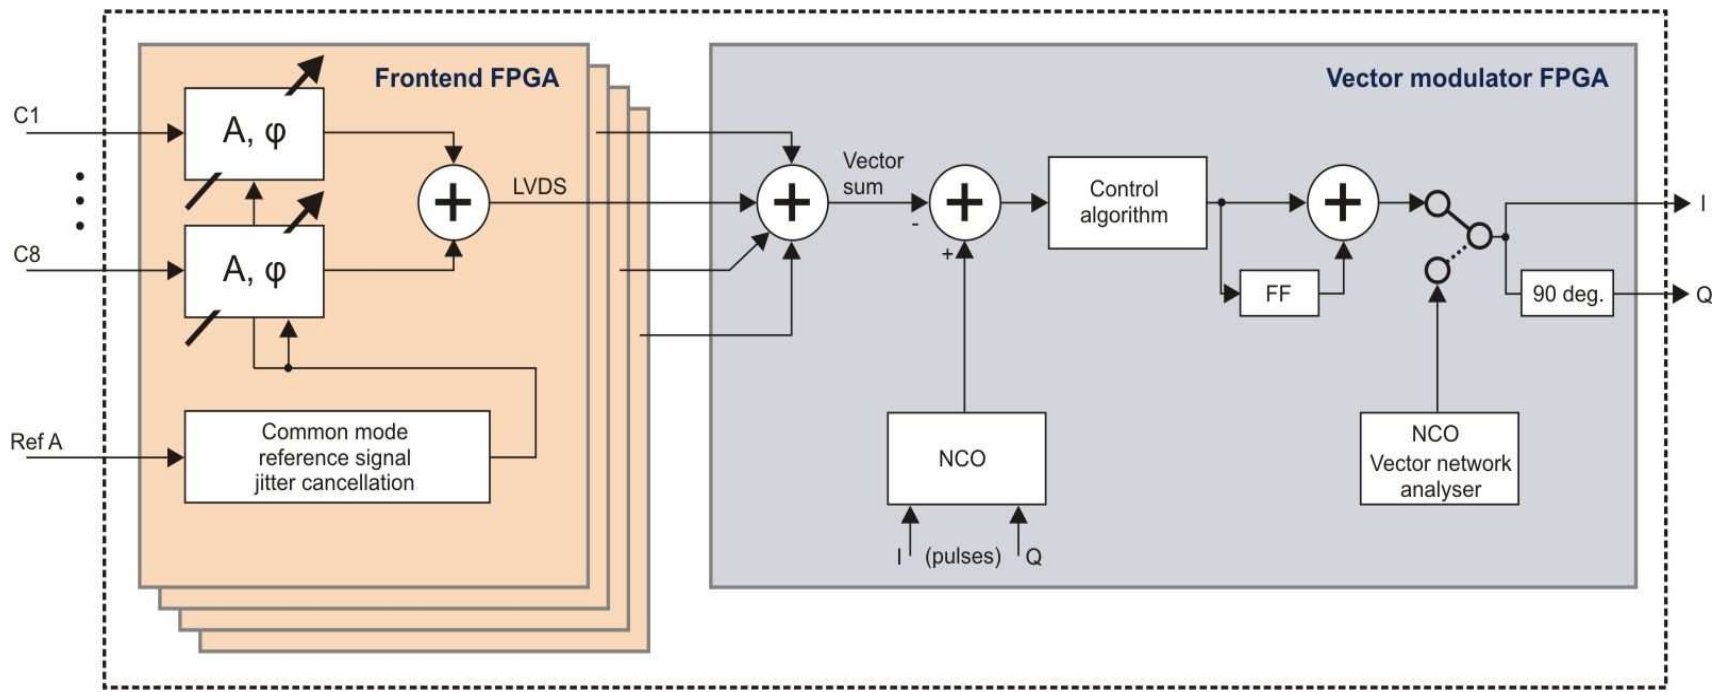 Frontend FPGA
Vector modulator FPGA
C1
A, φ
C8
A, φ
+
LVDS
Ref A
Common mode
reference signal
jitter cancellation
+
Vector
sum
-
+
+
Control
algorithm
+
FF
I
90 deg.
Q
NCO
I (pulses) Q
NCO
Vector network
analyser